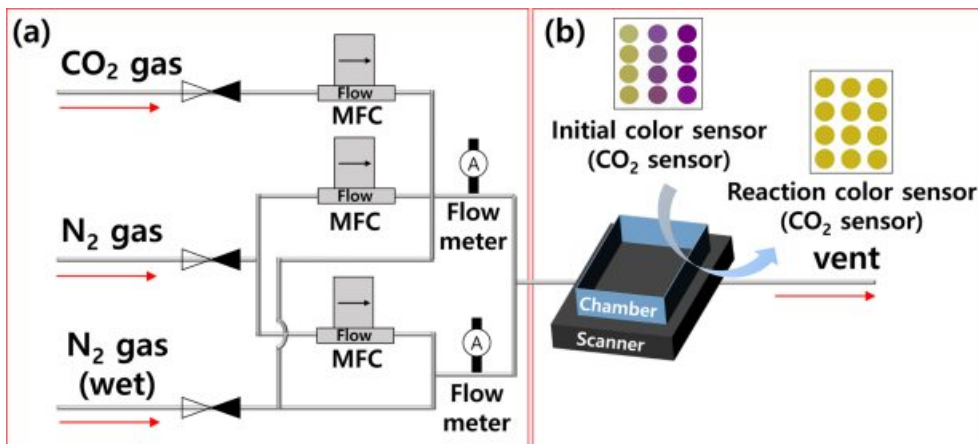 (a)
CO₂ gas
Flow
MFC
Flow
MFC
A
Flow
meter
N₂ gas
Flow
MFC
A
Flow
meter
N₂ gas
(wet)
(b)
Initial color sensor
(CO₂ sensor)
Reaction color sensor
(CO₂ sensor)
vent
Chamber
Scanner